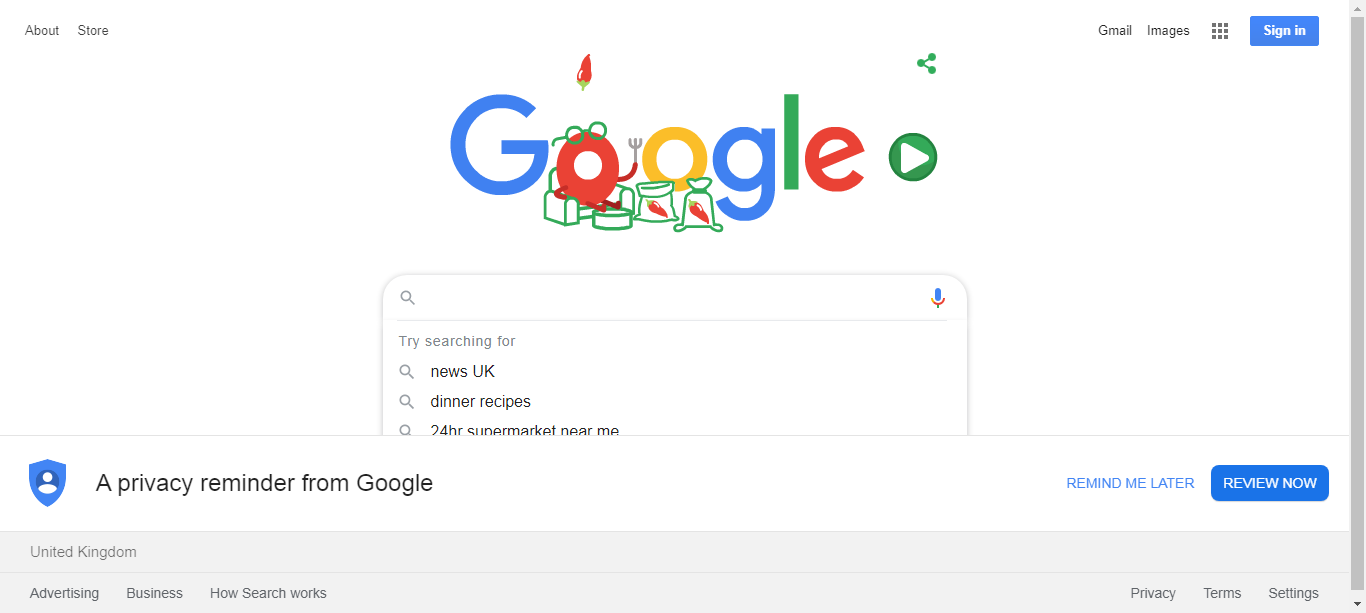 About Store
Gmail Images Sign in
Google
Try searching for
news UK
dinner recipes
24hr supermarket near me
A privacy reminder from Google
REMIND ME LATER REVIEW NOW
United Kingdom
Advertising Business How Search works
Privacy Terms Settings